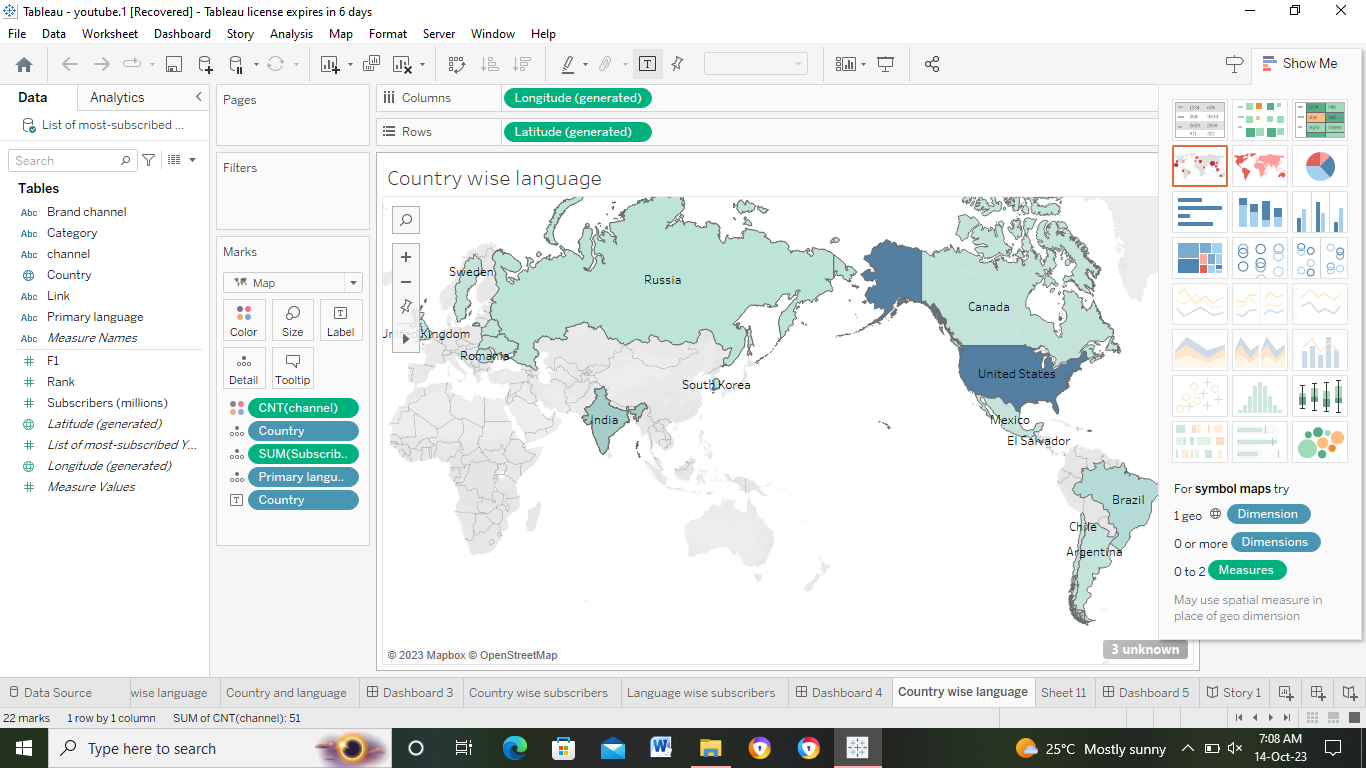 Tableau - youtube.1 [Recovered] - Tableau license expires in 6 days
File Data Worksheet Dashboard Story Analysis Map Format Server Window Help
Show Me
Data Analytics
List of most-subscribed ...
Search
Tables
Abc Brand channel
Abc Category
Abc channel
Country
Abc Link
Abc Primary language
Abc Measure Names
F1
Rank
Subscribers (millions)
Latitude (generated)
List of most-subscribed Y...
Longitude (generated)
Measure Values
Pages
Filters
Marks
Map
Color Size Label
Detail Tooltip
CNT(channel)
Country
SUM(Subscrib..
Primary langu..
Country
Columns Longitude (generated)
Rows Latitude (generated)
Country wise language
Sweden
Russia
Canada
United Kingdom
Romania
South Korea
United States
India
Mexico
El Salvador
Brazil
Chile
Argentina
© 2023 Mapbox © OpenStreetMap
3 unknown
For symbol maps try
1 geo Dimension
0 or more Dimensions
0 to 2 Measures
May use spatial measure in
place of geo dimension
Data Source wise language Country and language Dashboard 3 Country wise subscribers Language wise subscribers Dashboard 4 Country wise language Sheet 11 Dashboard 5 Story 1
22 marks 1 row by 1 column SUM of CNT(channel): 51
Type here to search
25°C Mostly sunny
7:08 AM
14-Oct-23